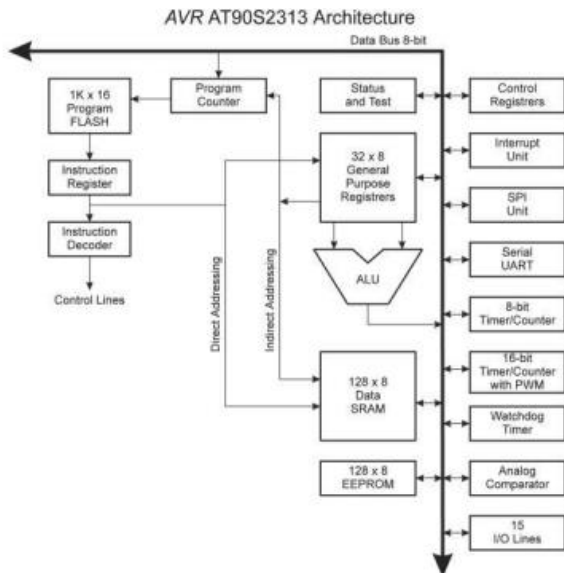 AVR AT90S2313 Architecture
Data Bus 8-bit
1K x 16
Program
FLASH
Program
Counter
Status
and Test
Control
Registrers
Instruction
Register
32 x 8
General
Purpose
Registrers
Interrupt
Unit
Instruction
Decoder
SPI
Unit
Control Lines
Direct Addressing
Indirect Addressing
ALU
Serial
UART
8-bit
Timer/Counter
128 x 8
Data
SRAM
16-bit
Timer/Counter
with PWM
Watchdog
Timer
128 x 8
EEPROM
Analog
Comparator
15
I/O Lines